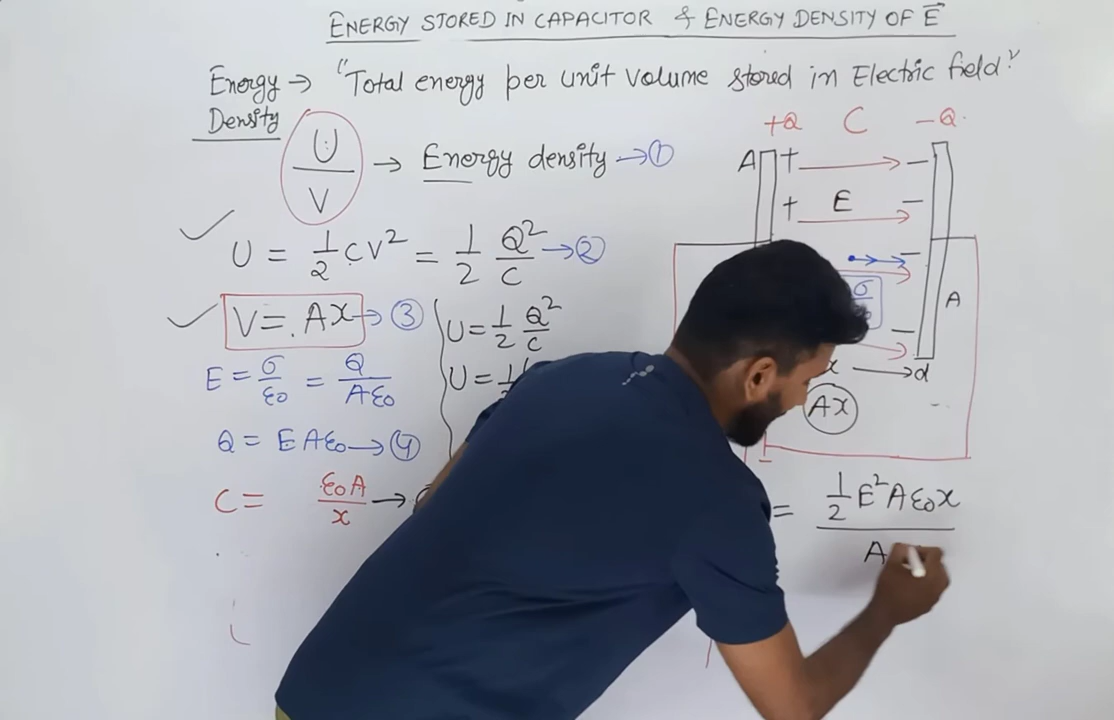 ENERGY STORED IN CAPACITOR & ENERGY DENSITY OF E⃗
Energy → "Total energy per unit volume stored in Electric field."
Density
U/V → Energy density → ①
U = 1/2 CV² = 1/2 Q²/C → ②
V = Ax → ③
E = σ/ε₀ = Q/Aε₀
Q = EAε₀ → ④
C = ε₀A/x →
U = 1/2 Q²/C
U =
+Q C -Q
A + −
+ E −
−
σ
A
−
x → d
Ax
= 1/2 E²Aε₀x
A